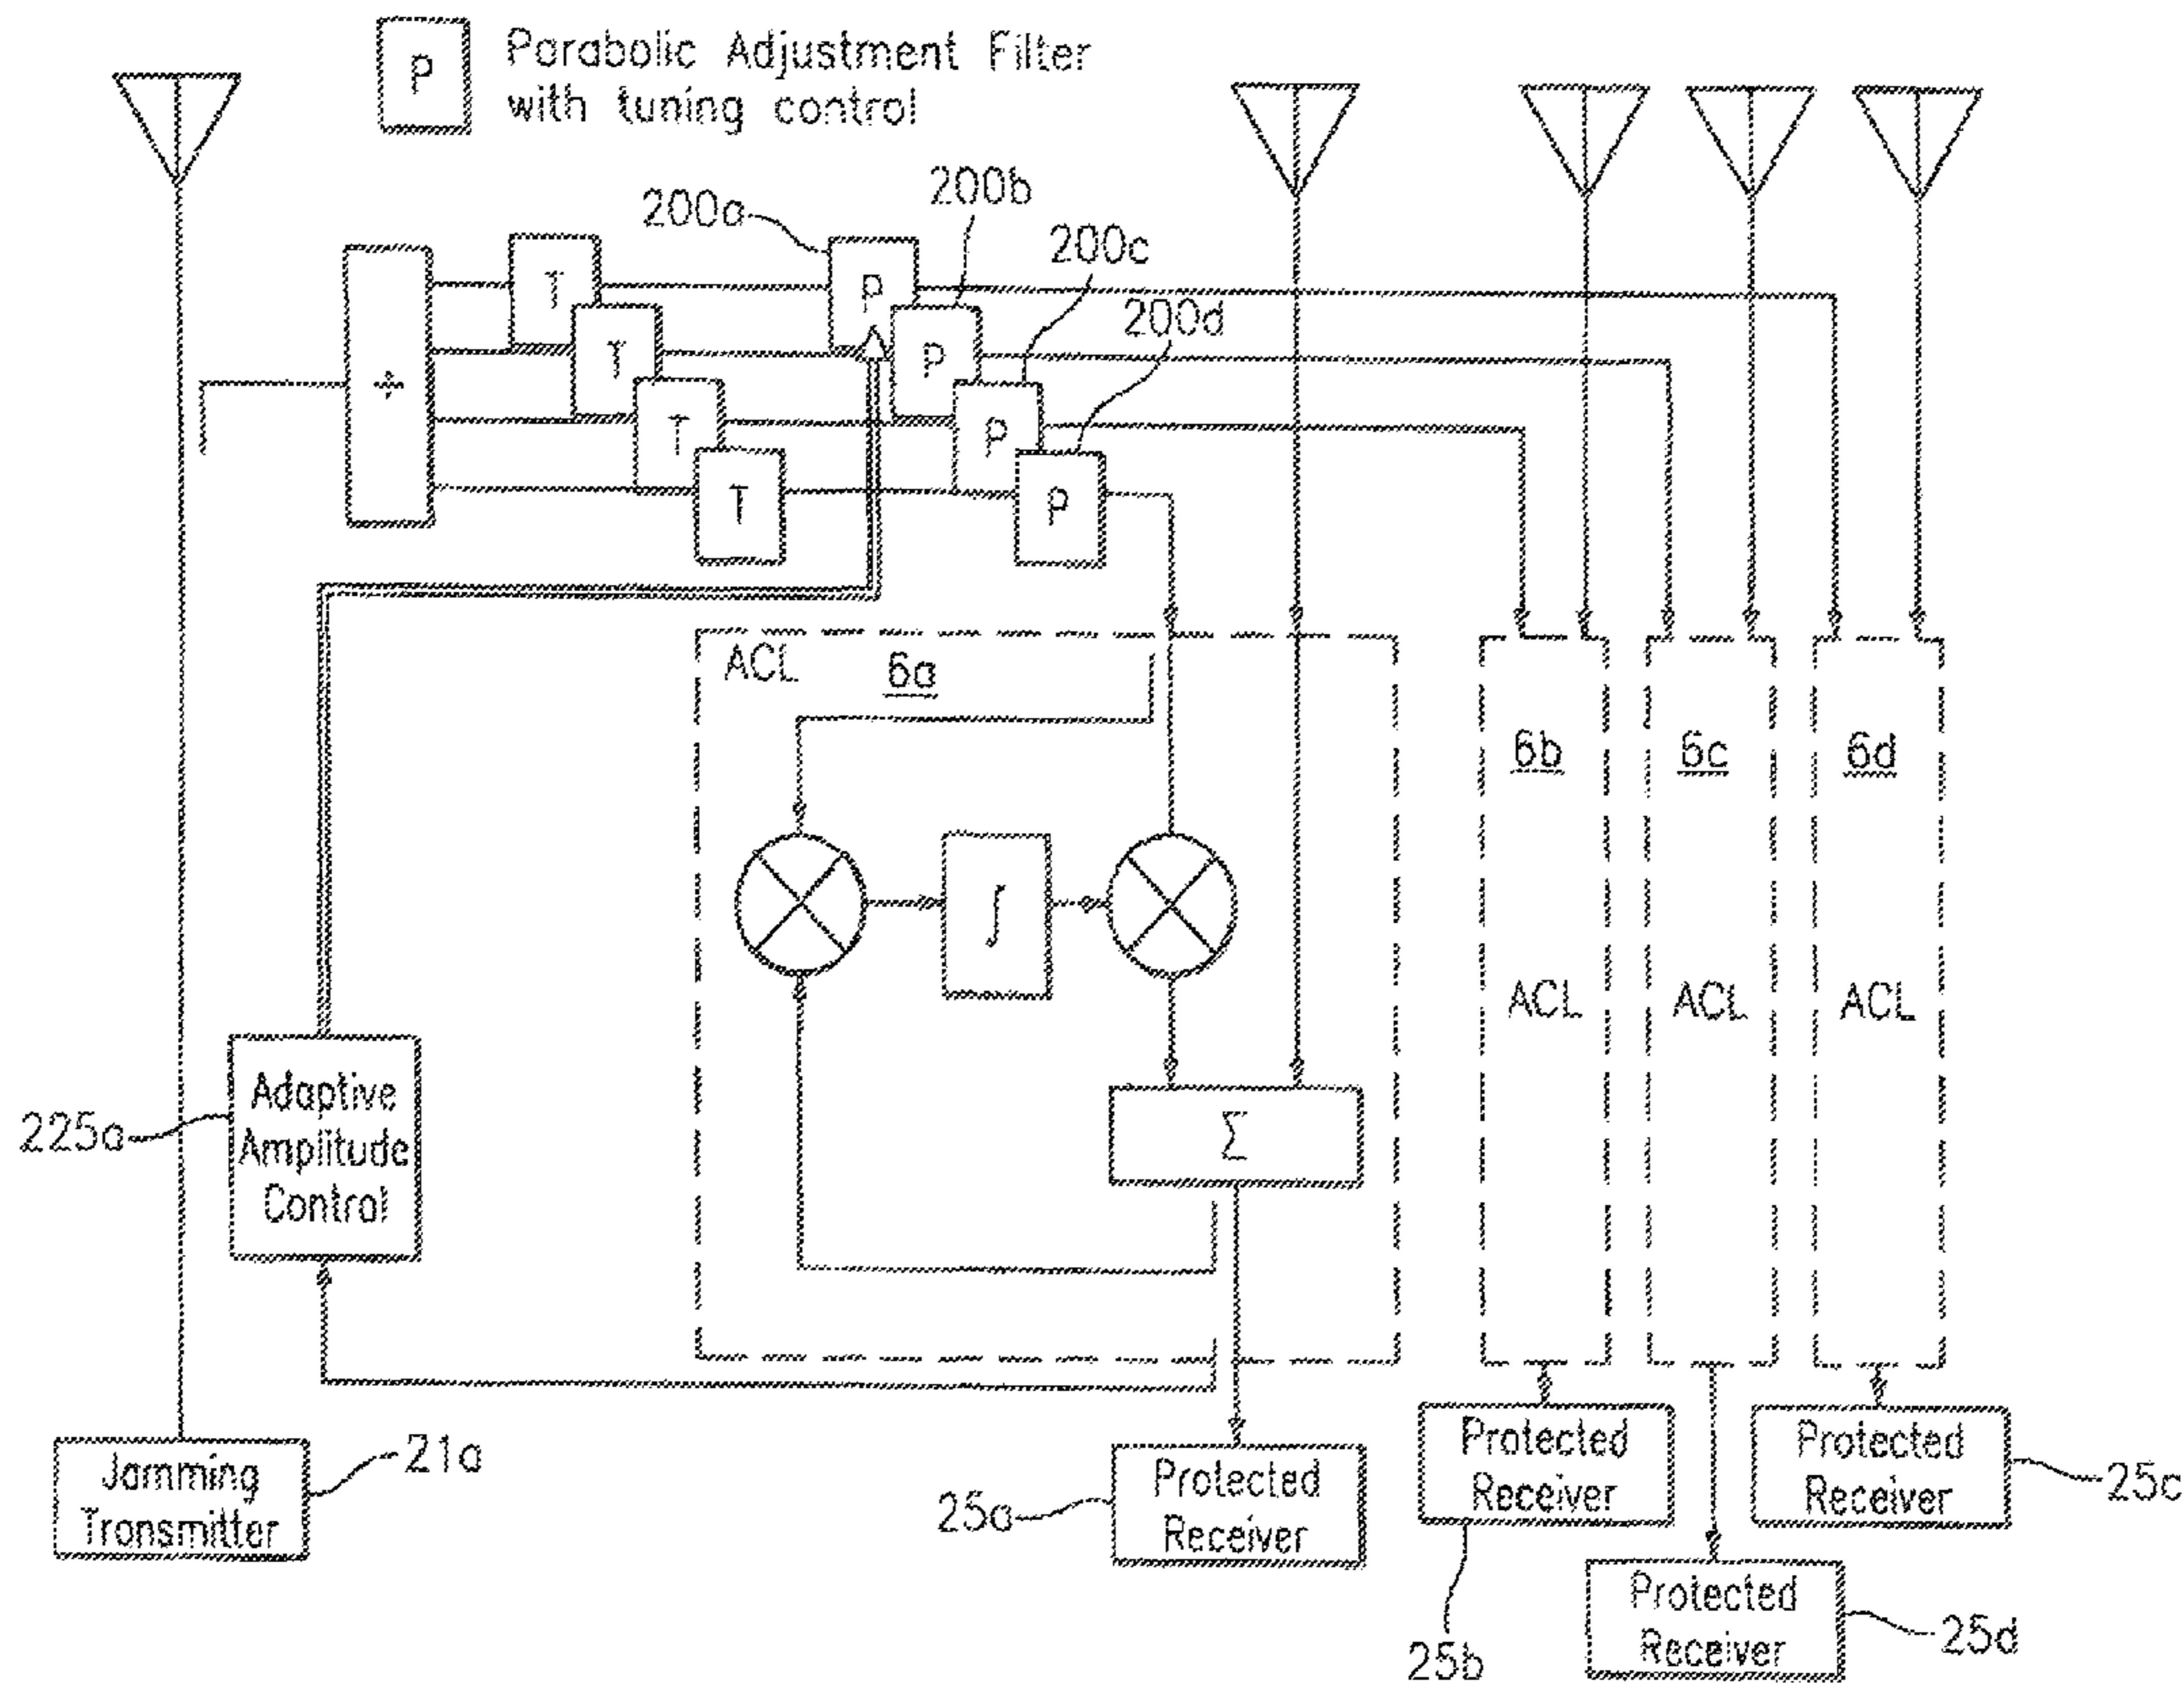 P
Parabolic Adjustment Filter
with tuning control
200a
200b
200c
200d
T
P
T
P
÷
T
P
T
P
ACL
6a
6b
6c
6d
∫
ACL
ACL
ACL
Σ
225a
Adaptive
Amplitude
Control
Jamming
Transmitter
21a
25a
Protected
Receiver
Protected
Receiver
25b
Protected
Receiver
25c
Protected
Receiver
25d